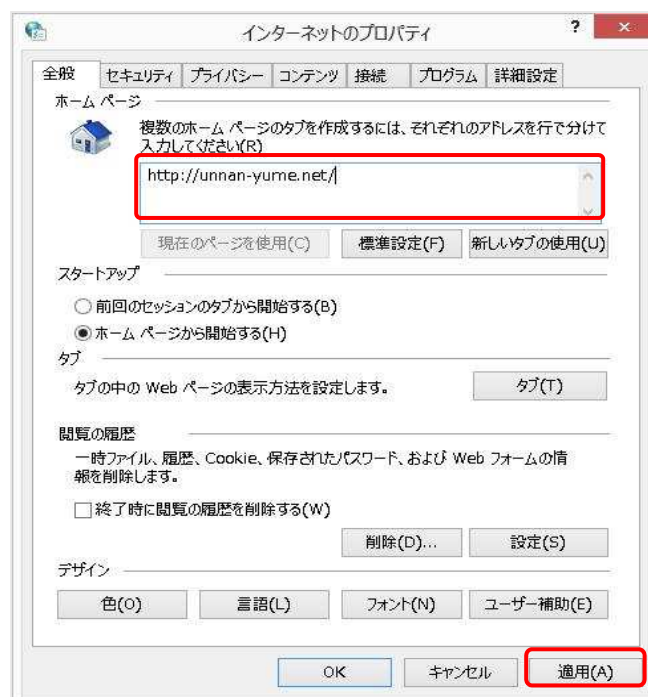 インターネットのプロパティ
? ×
全般 セキュリティ プライバシー コンテンツ 接続 プログラム 詳細設定
ホーム ページ
複数のホーム ページのタブを作成するには、それぞれのアドレスを行で分けて
入力してください(R)
http://unnan-yume.net/
現在のページを使用(C) 標準設定(F) 新しいタブの使用(U)
スタートアップ
前回のセッションのタブから開始する(B)
ホーム ページから開始する(H)
タブ
タブの中の Web ページの表示方法を設定します。 タブ(T)
閲覧の履歴
一時ファイル、履歴、Cookie、保存されたパスワード、および Web フォームの情
報を削除します。
終了時に閲覧の履歴を削除する(W)
削除(D)... 設定(S)
デザイン
色(O) 言語(L) フォント(N) ユーザー補助(E)
OK キャンセル 適用(A)